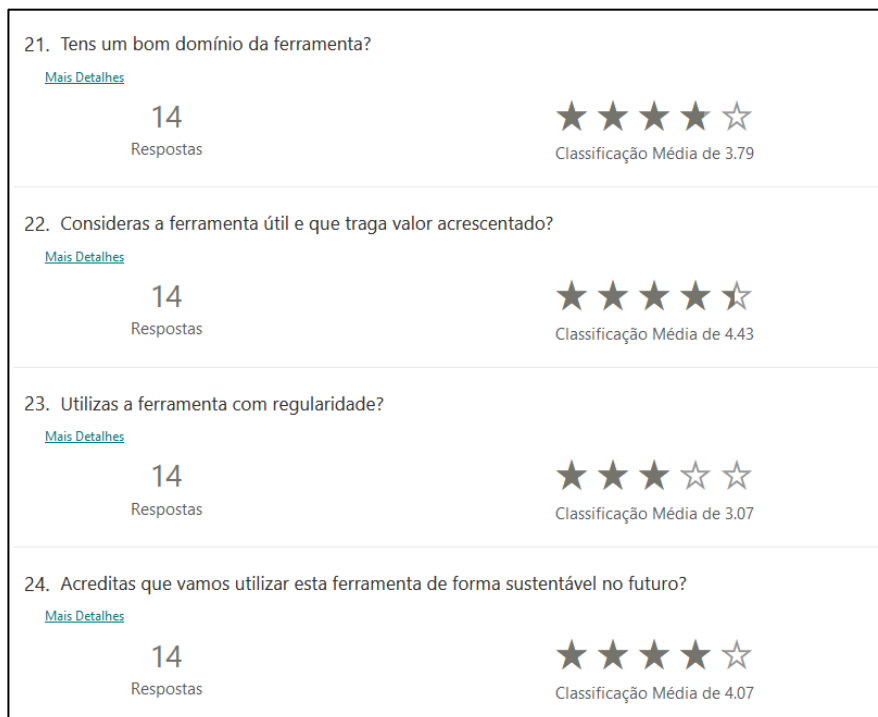 21. Tens um bom domínio da ferramenta?
Mais Detalhes
14
Respostas
Classificação Média de 3.79
22. Consideras a ferramenta útil e que traga valor acrescentado?
Mais Detalhes
14
Respostas
Classificação Média de 4.43
23. Utilizas a ferramenta com regularidade?
Mais Detalhes
14
Respostas
Classificação Média de 3.07
24. Acreditas que vamos utilizar esta ferramenta de forma sustentável no futuro?
Mais Detalhes
14
Respostas
Classificação Média de 4.07